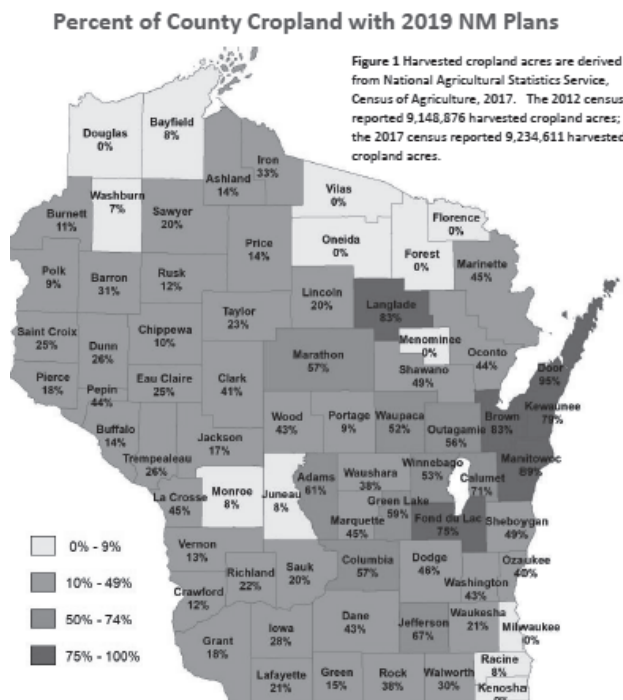 Percent of County Cropland with 2019 NM Plans
Figure 1 Harvested cropland acres are derived
from National Agricultural Statistics Service,
Census of Agriculture, 2017. The 2012 census
reported 9,148,876 harvested cropland acres;
the 2017 census reported 9,234,611 harvested
cropland acres.
Douglas
0%
Bayfield
8%
Iron
33%
Ashland
14%
Washburn
7%
Vilas
0%
Burnett
11%
Sawyer
20%
Florence
0%
Price
14%
Oneida
0%
Forest
0%
Marinette
45%
Polk
9%
Barron
31%
Rusk
12%
Lincoln
20%
Langlade
83%
Taylor
23%
Saint Croix
25%
Dunn
26%
Chippewa
10%
Marathon
57%
Menominee
0%
Oconto
44%
Door
95%
Shawano
49%
Pierce
18%
Pepin
44%
Eau Claire
25%
Clark
41%
Kewaunee
79%
Buffalo
14%
Wood
43%
Portage
9%
Waupaca
52%
Outagamie
56%
Brown
83%
Jackson
17%
Trempealeau
26%
Manitowoc
89%
La Crosse
45%
Monroe
8%
Juneau
8%
Adams
61%
Waushara
38%
Winnebago
53%
Calumet
71%
Green Lake
59%
Marquette
45%
Fond du Lac
75%
Sheboygan
49%
Vernon
13%
Richland
22%
Sauk
20%
Columbia
57%
Dodge
46%
Ozaukee
40%
Washington
43%
Crawford
12%
Grant
18%
Iowa
28%
Dane
43%
Jefferson
67%
Waukesha
21%
Milwaukee
0%
Racine
8%
Lafayette
21%
Green
15%
Rock
38%
Walworth
30%
Kenosha
0% - 9%
10% - 49%
50% - 74%
75% - 100%